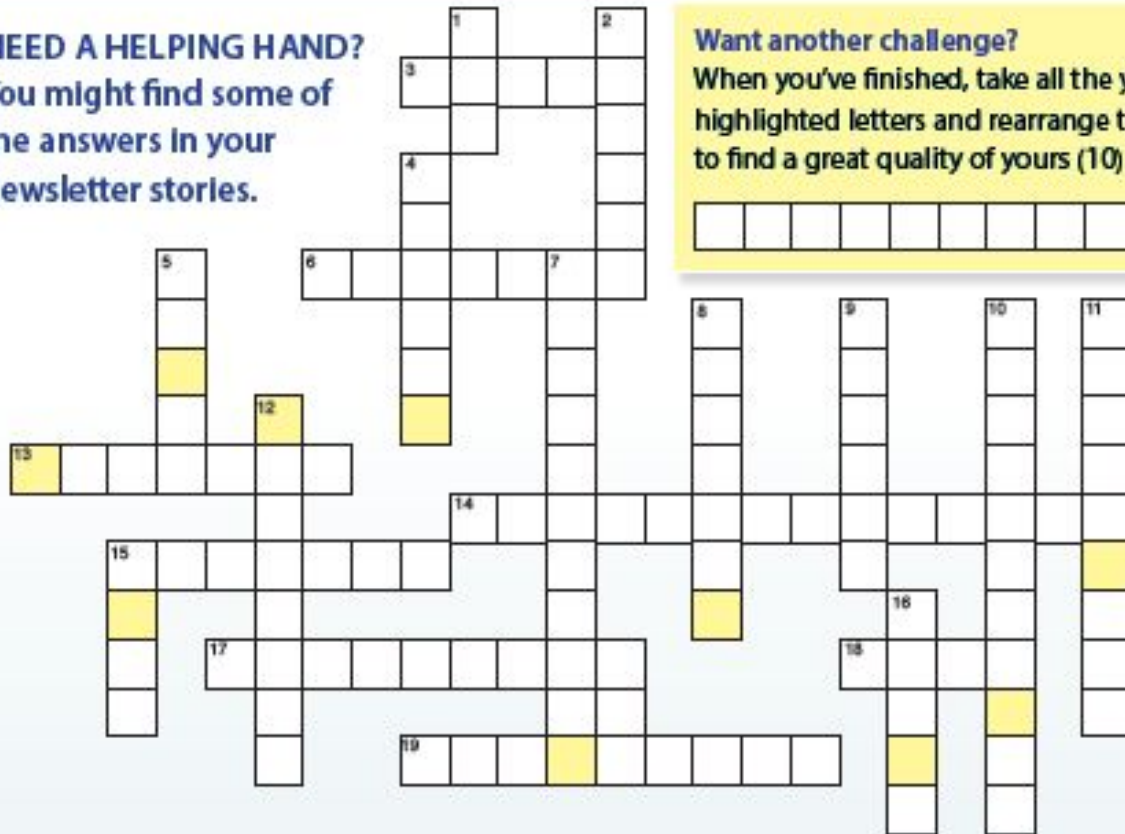 EED A HELPING HAND?
ou might find some of
he answers in your
ewsletter stories.
Want another challenge?
When you've finished, take all the y
highlighted letters and rearrange t
to find a great quality of yours (10)
1
2
3
4
5
6
7
8
9
10
11
12
13
14
15
16
17
18
19